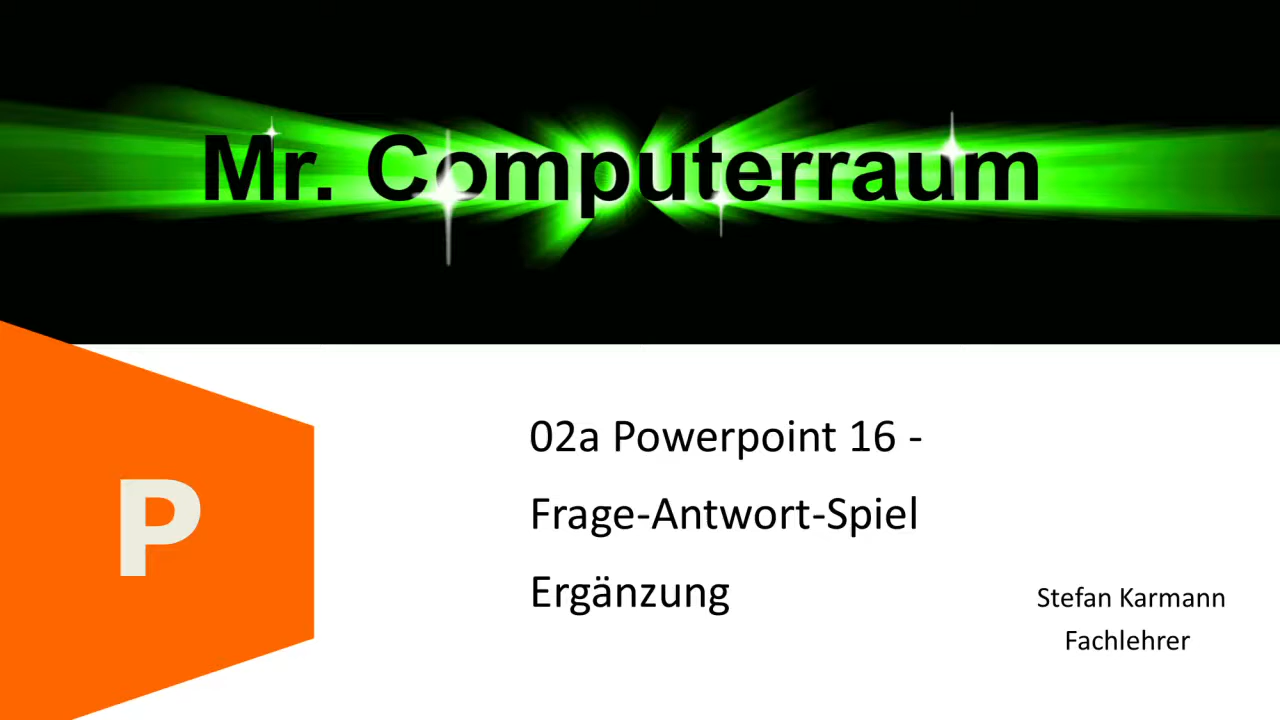 Mr. Computerraum
P
02a Powerpoint 16 -
Frage-Antwort-Spiel
Ergänzung
Stefan Karmann
Fachlehrer